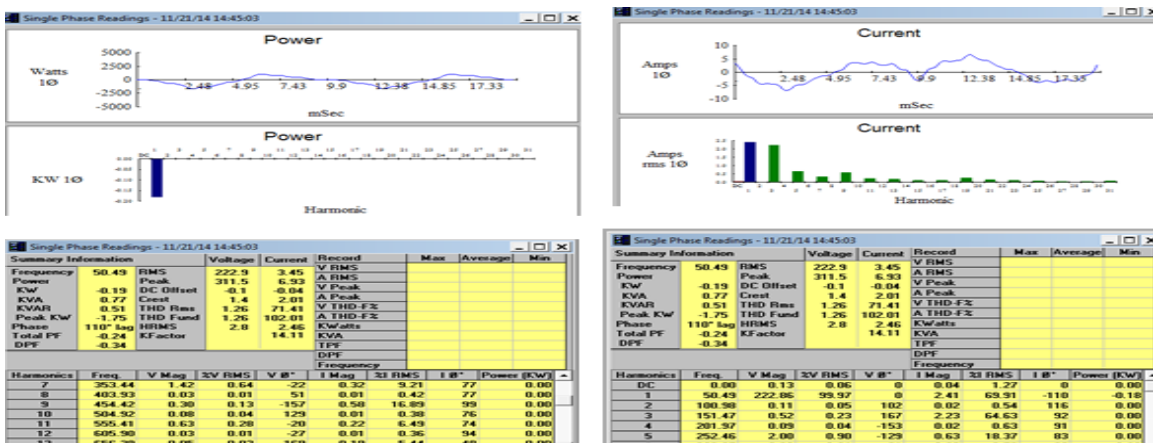 Single Phase Readings - 11/21/14 14:45:03
Power
5000
2500
Watts
1Ø
0
-2500
-5000
2.48 4.95 7.43 9.9 12.38 14.85 17.33
mSec
Power
KW 1Ø
0.00
-0.05
-0.10
-0.15
-0.20
Harmonic
Single Phase Readings - 11/21/14 14:45:03
Current
10
5
Amps
1Ø
0
-5
-10
2.48 4.95 7.43 9.9 12.38 14.85 17.33
mSec
Current
Amps
rms 1Ø
Harmonic
Single Phase Readings - 11/21/14 14:45:03
Summary Information Voltage Current Record Max Average Min
Frequency 50.49 RMS 222.9 3.45 V RMS
Power Peak 311.5 6.93 A RMS
KW -0.19 DC Offset -0.1 -0.04 V Peak
KVA 0.77 Crest 1.4 2.01 A Peak
KVAR 0.51 THD Rms 1.26 71.41 V THD-F%
Peak KW -1.75 THD Fund 1.26 102.01 A THD-F%
Phase 110° lag HRMS 2.8 2.46 KWatts
Total PF -0.24 KFactor 14.11 KVA
DPF -0.34 TPF
DPF
Frequency
Harmonics Freq. V Mag %V RMS V Ø° I Mag %I RMS I Ø° Power (KW)
7 353.44 1.42 0.64 -22 0.32 9.21 77 0.00
8 403.93 0.03 0.01 51 0.01 0.42 77 0.00
9 454.42 0.30 0.13 -157 0.58 16.89 99 0.00
10 504.92 0.08 0.04 129 0.01 0.38 76 0.00
11 555.41 0.63 0.28 -20 0.22 6.49 74 0.00
12 605.90 0.03 0.01 -27 0.01 0.36 94 0.00
Single Phase Readings - 11/21/14 14:45:03
Summary Information Voltage Current Record Max Average Min
Frequency 50.49 RMS 222.9 3.45 V RMS
Power Peak 311.5 6.93 A RMS
KW -0.19 DC Offset -0.1 -0.04 V Peak
KVA 0.77 Crest 1.4 2.01 A Peak
KVAR 0.51 THD Rms 1.26 71.41 V THD-F%
Peak KW -1.75 THD Fund 1.26 102.01 A THD-F%
Phase 110° lag HRMS 2.8 2.46 KWatts
Total PF -0.24 KFactor 14.11 KVA
DPF -0.34 TPF
DPF
Frequency
Harmonics Freq. V Mag %V RMS V Ø° I Mag %I RMS I Ø° Power (KW)
DC 0.00 0.13 0.06 0 0.04 1.27 0 0.00
1 50.49 222.86 99.97 0 2.41 69.91 -110 -0.18
2 100.98 0.11 0.05 102 0.02 0.54 116 0.00
3 151.47 0.52 0.23 167 2.23 64.63 92 0.00
4 201.97 0.09 0.04 -153 0.02 0.63 91 0.00
5 252.46 2.00 0.90 -129 0.63 18.37 83 0.00